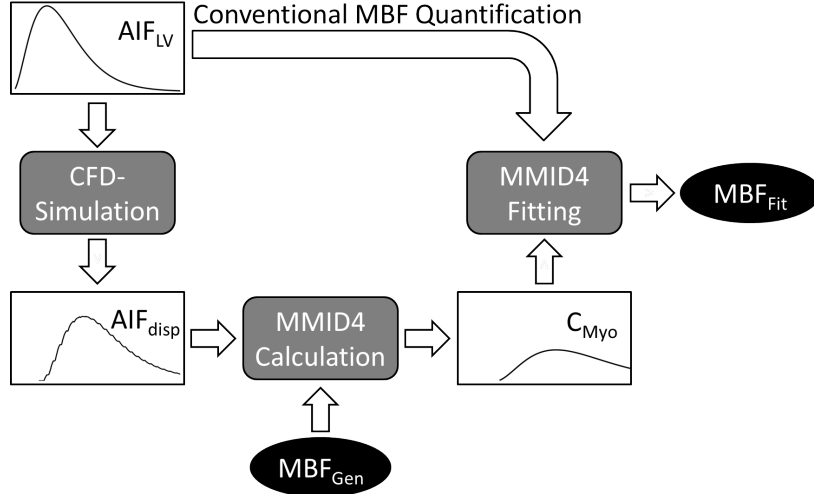 Conventional MBF Quantification
AIF_LV
CFD-
Simulation
MMID4
Fitting
MBF_Fit
AIF_disp
MMID4
Calculation
C_Myo
MBF_Gen